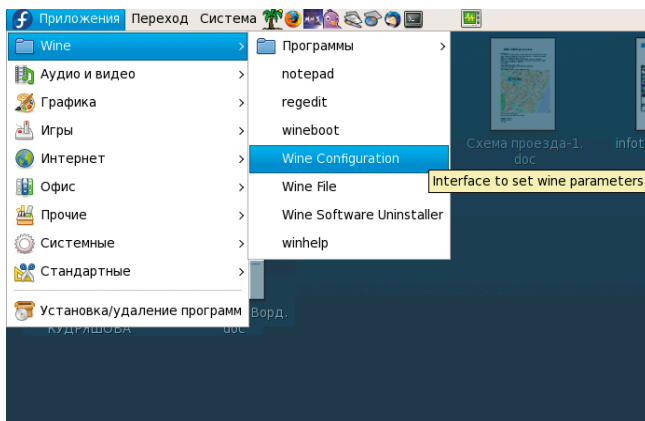 Приложения Переход Система
Wine
Аудио и видео
Графика
Игры
Интернет
Офис
Прочие
Системные
Стандартные
Установка/удаление программ
Программы
notepad
regedit
wineboot
Wine Configuration
Wine File
Wine Software Uninstaller
winhelp
Interface to set wine parameters
Схема проезда-1.
doc
infot
Ворд.
КУДРЯШОВА
doc